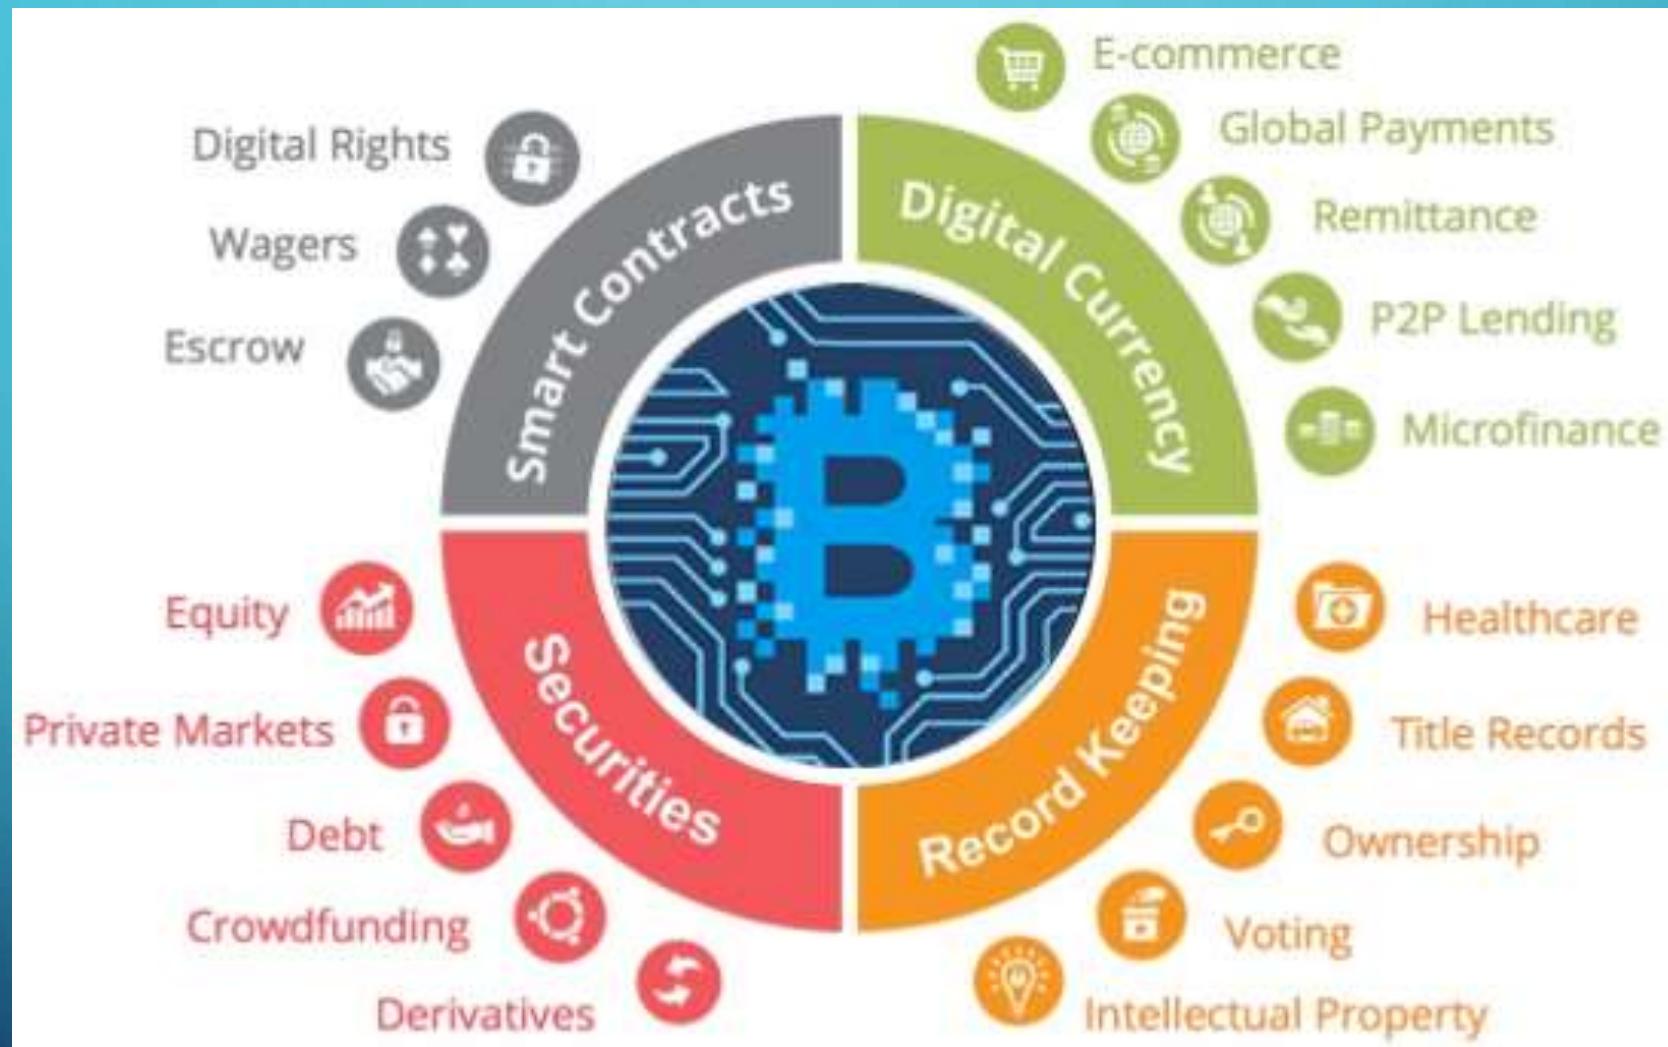 Smart Contracts
Digital Rights
Wagers
Escrow
Digital Currency
E-commerce
Global Payments
Remittance
P2P Lending
Microfinance
Securities
Equity
Private Markets
Debt
Crowdfunding
Derivatives
Record Keeping
Healthcare
Title Records
Ownership
Voting
Intellectual Property
B